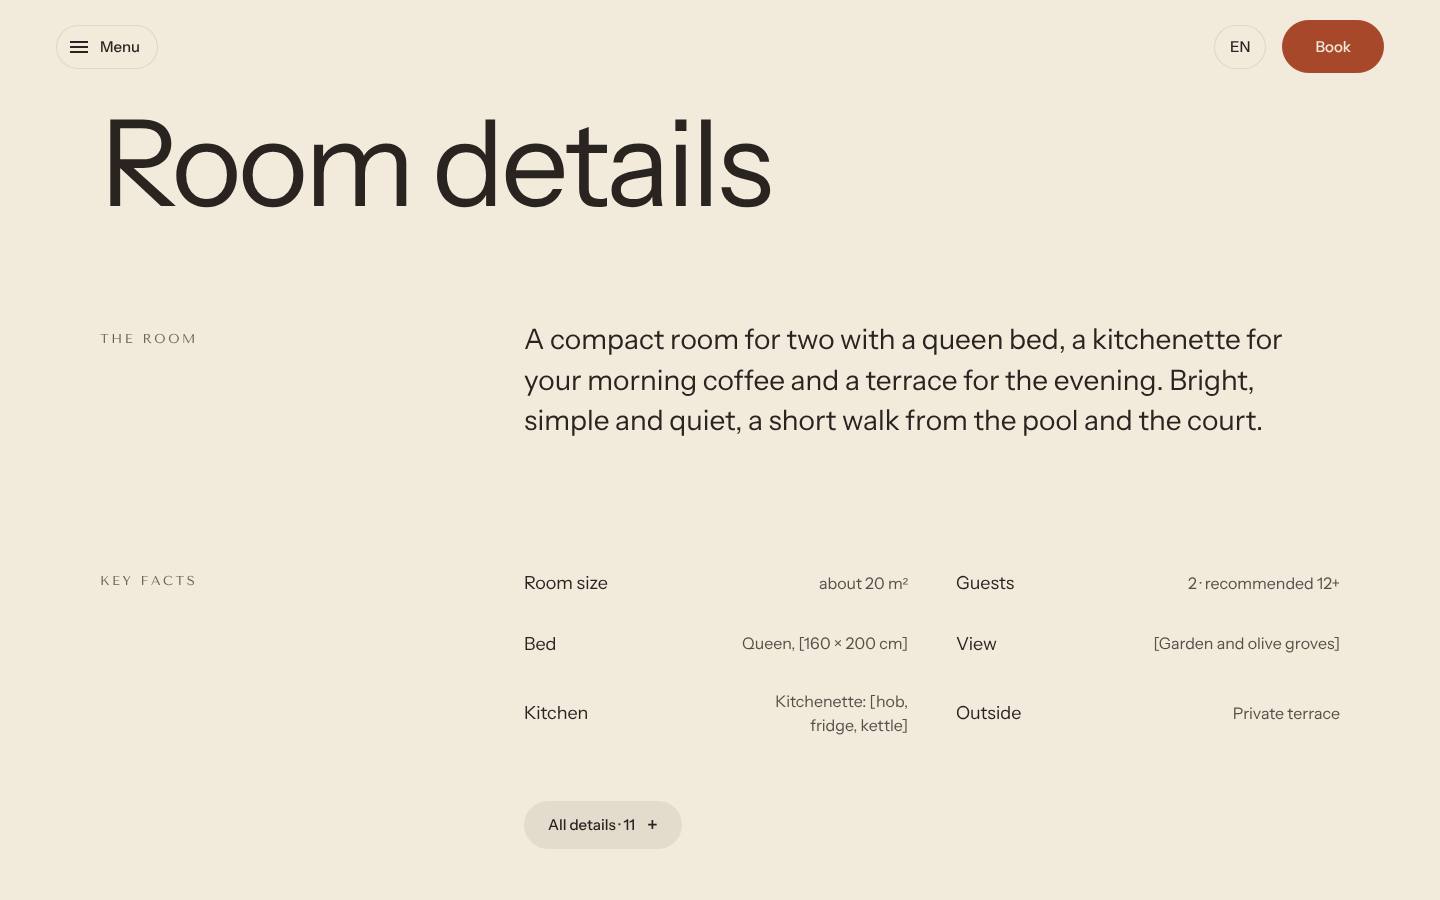 Menu
EN
Book
Room details
THE ROOM
A compact room for two with a queen bed, a kitchenette for
your morning coffee and a terrace for the evening. Bright,
simple and quiet, a short walk from the pool and the court.
KEY FACTS
Room size
about 20 m²
Guests
2 · recommended 12+
Bed
Queen, [160 × 200 cm]
View
[Garden and olive groves]
Kitchen
Kitchenette: [hob,
fridge, kettle]
Outside
Private terrace
All details · 11 +